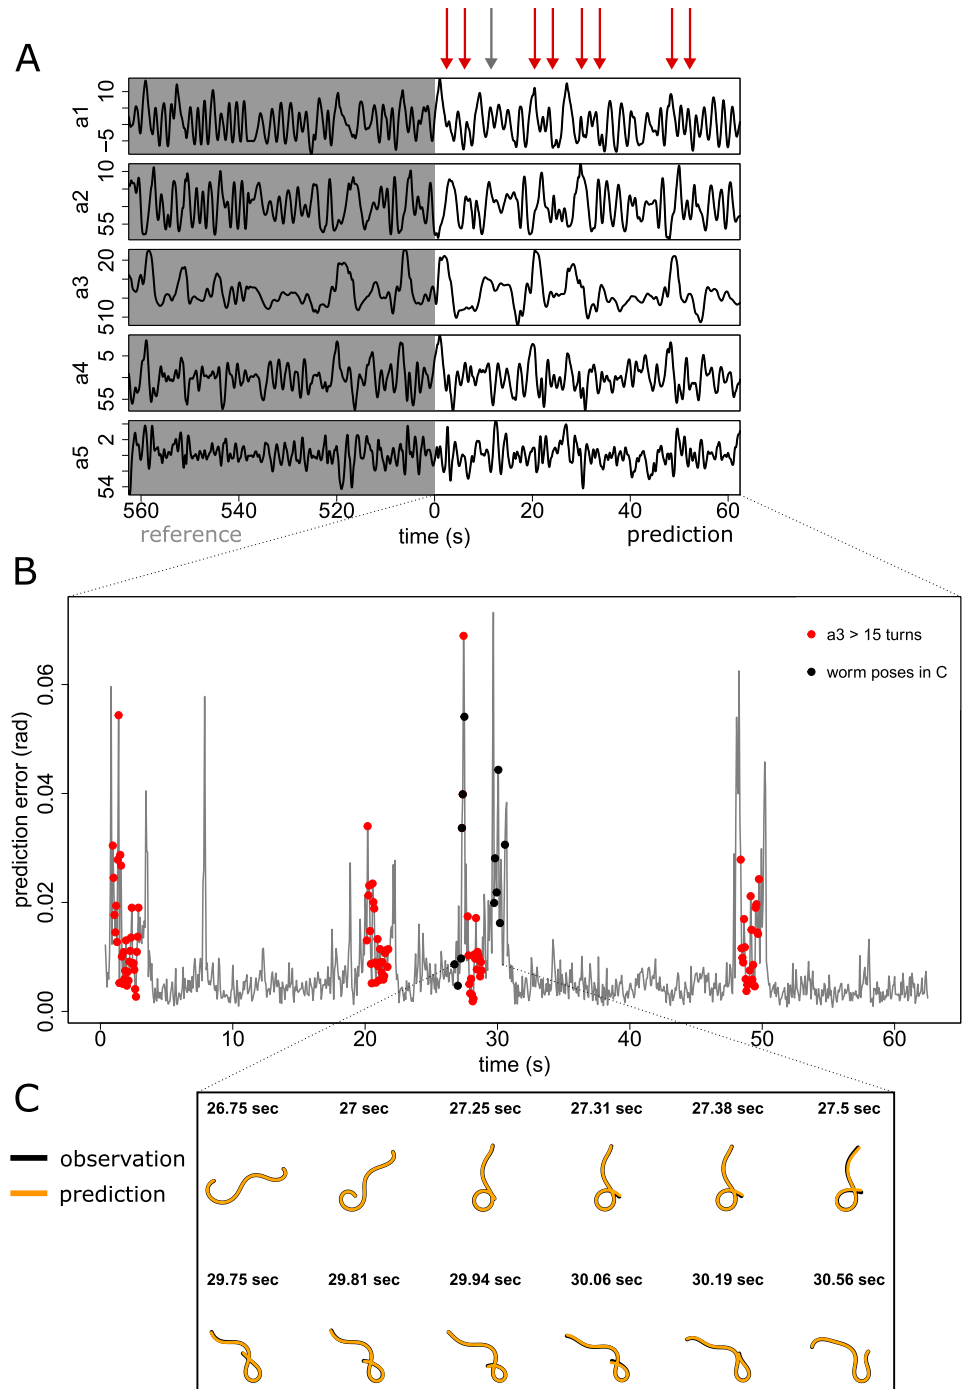 A
a1
10
−5
a2
10
55
a3
20
510
a4
5
55
a5
2
54
560 540 520 0 20 40 60
reference time (s) prediction
B
prediction error (rad)
0.00 0.02 0.04 0.06
a3 > 15 turns
worm poses in C
0 10 20 30 40 50 60
time (s)
C
observation
prediction
26.75 sec 27 sec 27.25 sec 27.31 sec 27.38 sec 27.5 sec
29.75 sec 29.81 sec 29.94 sec 30.06 sec 30.19 sec 30.56 sec